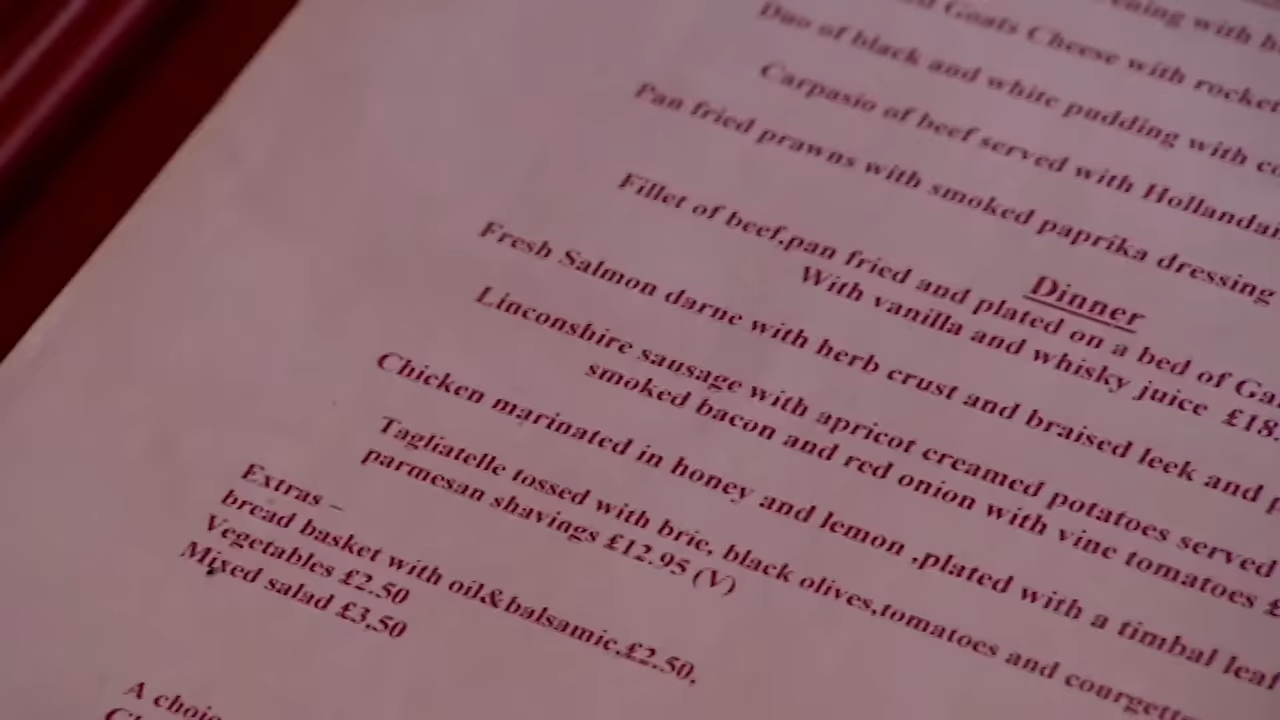 Goats Cheese with rocket
Duo of black and white pudding with
Carpasio of beef served with
Pan fried prawns with smoked paprika dressing
Dinner
Fillet of beef,pan fried and plated on a bed of
With vanilla and whisky juice £18.
Fresh Salmon darne with herb crust and braised leek and
Linconshire sausage with apricot creamed potatoes served
smoked bacon and red onion with vine tomatoes £
Chicken marinated in honey and lemon ,plated with a timbal
Tagliatelle tossed with brie, black olives,tomatoes and
parmesan shavings £12.95 (V)
Extras –
bread basket with oil&balsamic,£2.50,
Vegetables £2.50
Mixed salad £3,50
A